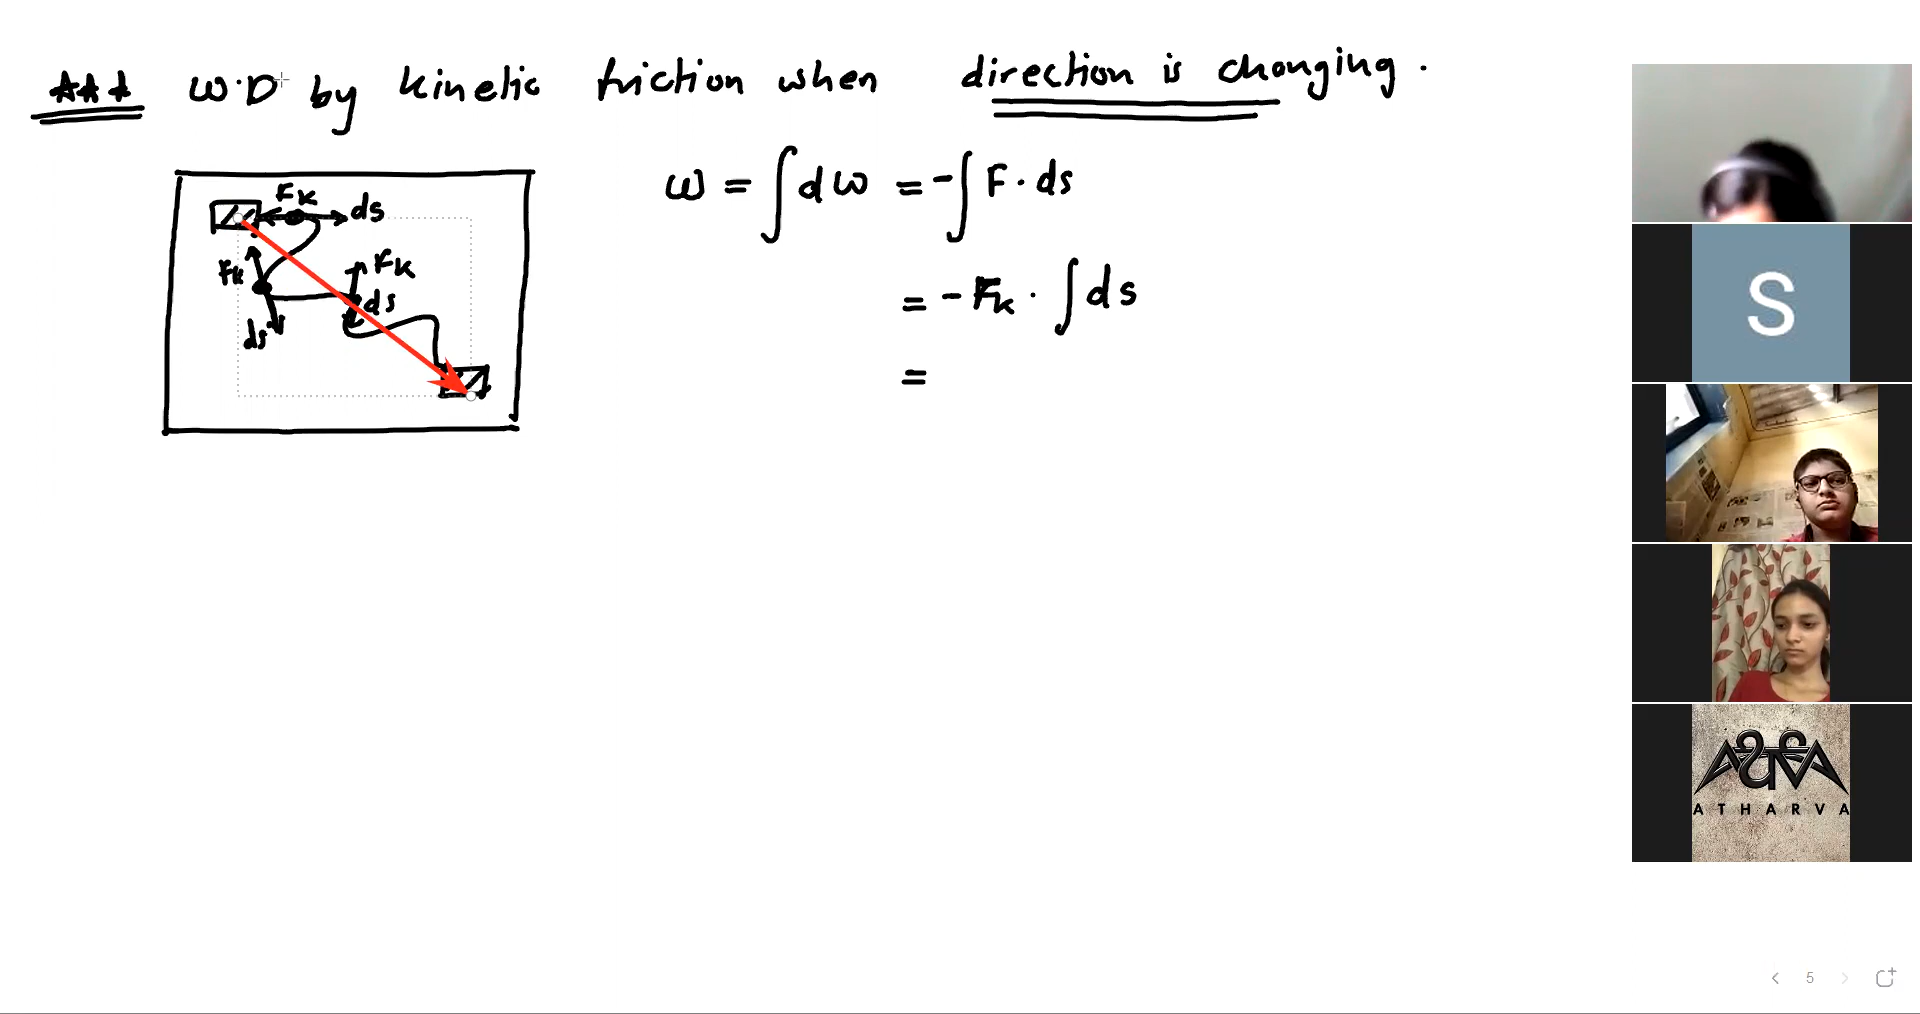 W.D by kinetic friction when direction is changing.
Fk
ds
Fk
Fk
ds
ds
W = ∫dW = -∫F.ds
= -Fk . ∫ds
=
S
ATHARVA
5